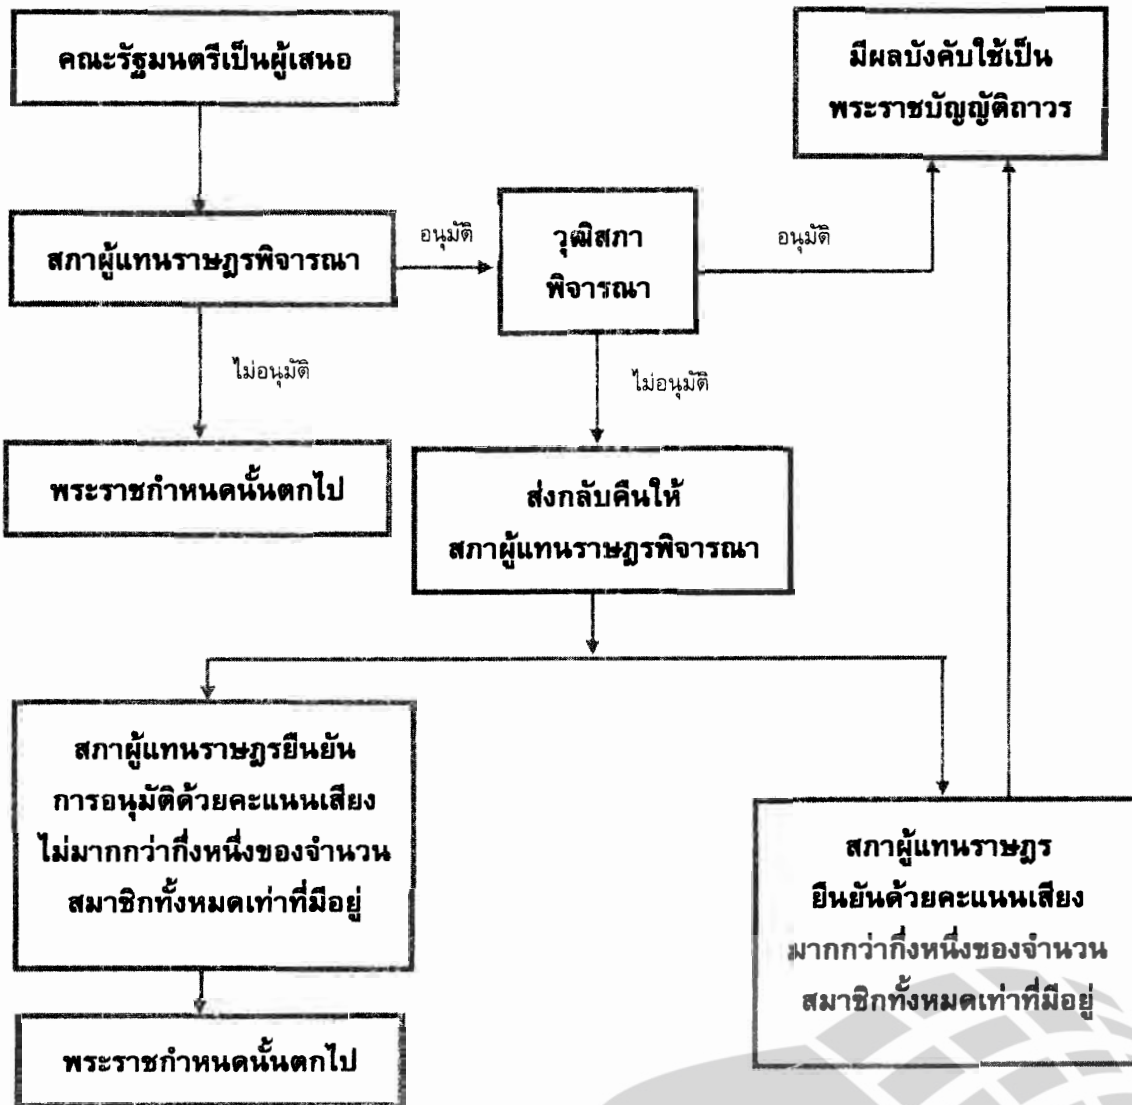 คณะรัฐมนตรีเป็นผู้เสนอ
มีผลบังคับใช้เป็น
พระราชบัญญัติถาวร
สภาผู้แทนราษฎรพิจารณา
อนุมัติ
วุฒิสภา
พิจารณา
อนุมัติ
ไม่อนุมัติ
ไม่อนุมัติ
พระราชกำหนดนั้นตกไป
ส่งกลับคืนให้
สภาผู้แทนราษฎรพิจารณา
สภาผู้แทนราษฎรยืนยัน
การอนุมัติด้วยคะแนนเสียง
ไม่มากกว่ากึ่งหนึ่งของจำนวน
สมาชิกทั้งหมดเท่าที่มีอยู่
สภาผู้แทนราษฎร
ยืนยันด้วยคะแนนเสียง
มากกว่ากึ่งหนึ่งของจำนวน
สมาชิกทั้งหมดเท่าที่มีอยู่
พระราชกำหนดนั้นตกไป